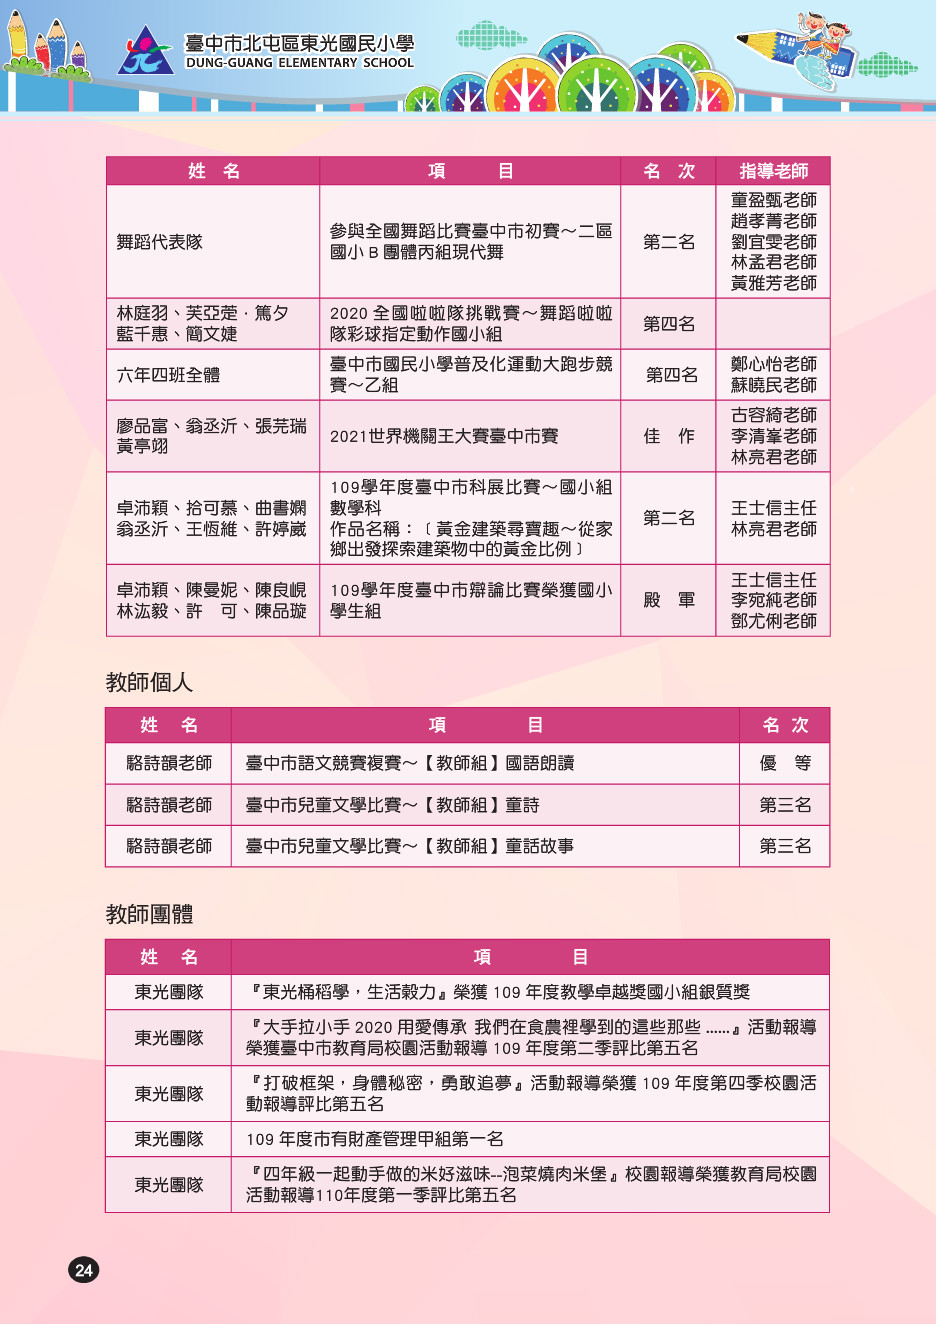 臺中市北屯區東光國民小學
DUNG-GUANG ELEMENTARY SCHOOL
姓 名 項 目 名 次 指導老師
舞蹈代表隊
參與全國舞蹈比賽臺中市初賽～二區
國小 B 團體丙組現代舞
第二名
童盈甄老師
趙孝菁老師
劉宜雯老師
林孟君老師
黃雅芳老師
林庭羽、芙亞萣．篤夕
藍千惠、簡文婕
2020 全國啦啦隊挑戰賽～舞蹈啦啦
隊彩球指定動作國小組
第四名
六年四班全體
臺中市國民小學普及化運動大跑步競
賽～乙組
第四名
鄭心怡老師
蘇曉民老師
廖品富、翁丞沂、張芫瑞
黃亭翊
2021世界機關王大賽臺中市賽
佳 作
古容綺老師
李清峯老師
林亮君老師
卓沛穎、拾可慕、曲書嫻
翁丞沂、王恆維、許婷崴
109學年度臺中市科展比賽～國小組
數學科
作品名稱：﹝黃金建築尋寶趣～從家
鄉出發探索建築物中的黃金比例﹞
第二名
王士信主任
林亮君老師
卓沛穎、陳曼妮、陳良峴
林汯毅、許 可、陳品璇
109學年度臺中市辯論比賽榮獲國小
學生組
殿 軍
王士信主任
李宛純老師
鄧尤俐老師
教師個人
姓 名 項 目 名 次
駱詩韻老師 臺中市語文競賽複賽～【教師組】國語朗讀 優 等
駱詩韻老師 臺中市兒童文學比賽～【教師組】童詩 第三名
駱詩韻老師 臺中市兒童文學比賽～【教師組】童話故事 第三名
教師團體
姓 名 項 目
東光團隊 『東光桶稻學，生活穀力』榮獲 109 年度教學卓越獎國小組銀質獎
東光團隊
『大手拉小手 2020 用愛傳承 我們在食農裡學到的這些那些 ......』活動報導
榮獲臺中市教育局校園活動報導 109 年度第二季評比第五名
東光團隊
『打破框架，身體秘密，勇敢追夢』活動報導榮獲 109 年度第四季校園活
動報導評比第五名
東光團隊 109 年度市有財產管理甲組第一名
東光團隊
『四年級一起動手做的米好滋味--泡菜燒肉米堡』校園報導榮獲教育局校園
活動報導110年度第一季評比第五名
24